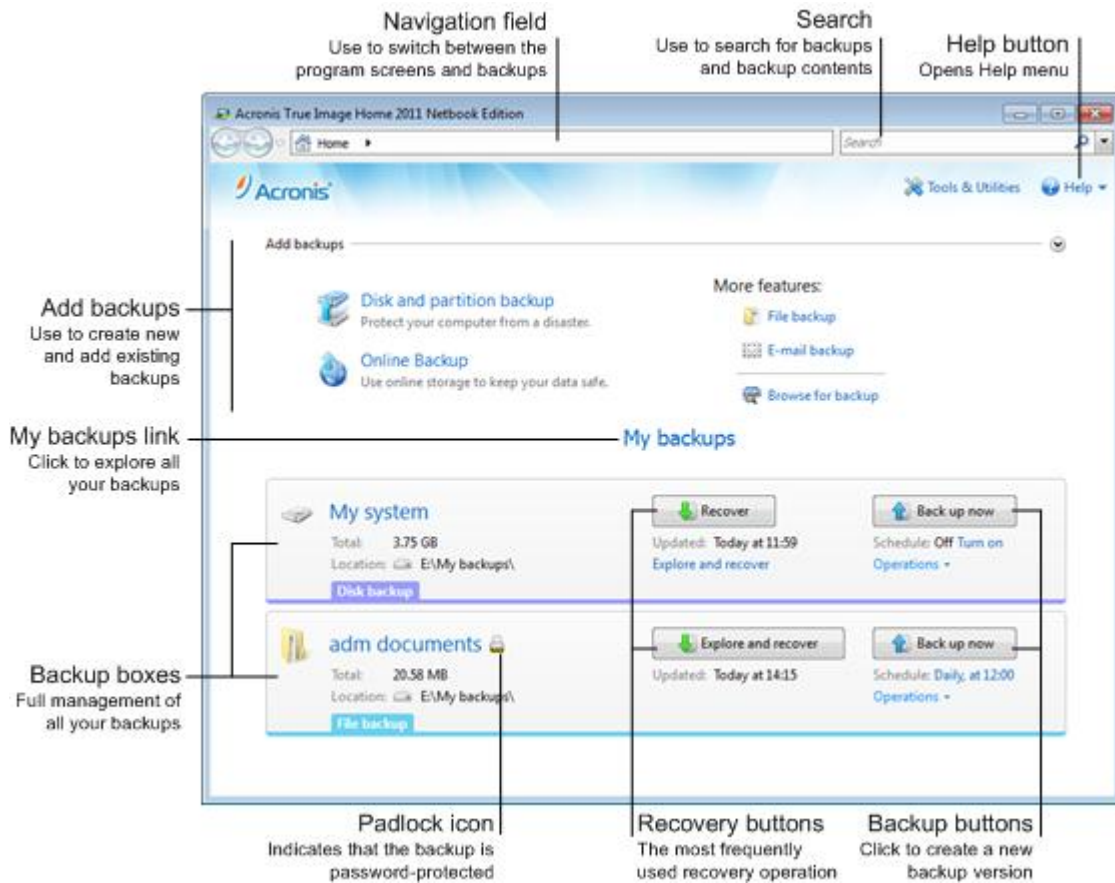 Navigation field
Use to switch between the
program screens and backups
Search
Use to search for backups
and backup contents
Help button
Opens Help menu
Acronis True Image Home 2011 Netbook Edition
Home
Search
Acronis
Tools & Utilities
Help
Add backups
Add backups
Use to create new
and add existing
backups
Disk and partition backup
Protect your computer from a disaster.
Online Backup
Use online storage to keep your data safe.
More features:
File backup
E-mail backup
Browse for backup
My backups link
Click to explore all
your backups
My backups
My system
Total: 3.75 GB
Location: E:\My backups\
Disk backup
Recover
Updated: Today at 11:59
Explore and recover
Back up now
Schedule: Off Turn on
Operations
Backup boxes
Full management of
all your backups
adm documents
Total: 20.58 MB
Location: E:\My backups\
File backup
Explore and recover
Updated: Today at 14:15
Back up now
Schedule: Daily, at 12:00
Operations
Padlock icon
Indicates that the backup is
password-protected
Recovery buttons
The most frequently
used recovery operation
Backup buttons
Click to create a new
backup version